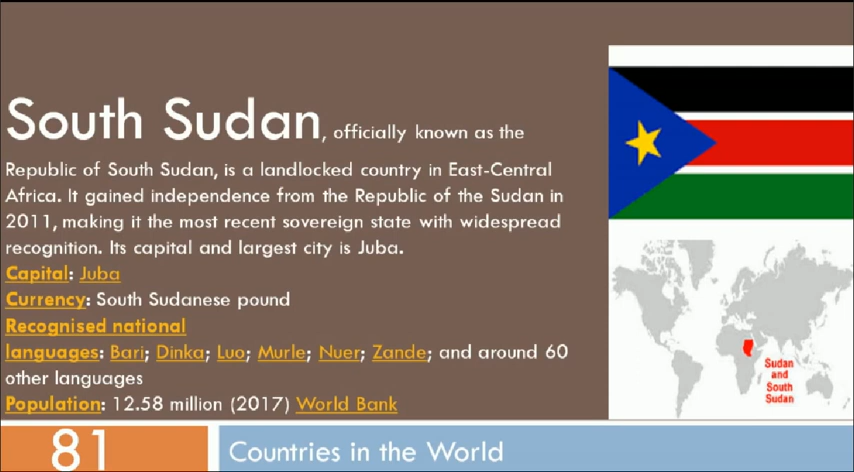 South Sudan, officially known as the
Republic of South Sudan, is a landlocked country in East-Central
Africa. It gained independence from the Republic of the Sudan in
2011, making it the most recent sovereign state with widespread
recognition. Its capital and largest city is Juba.
Capital: Juba
Currency: South Sudanese pound
Recognised national
languages: Bari; Dinka; Luo; Murle; Nuer; Zande; and around 60
other languages
Population: 12.58 million (2017) World Bank
Sudan
and
South
Sudan
81
Countries in the World